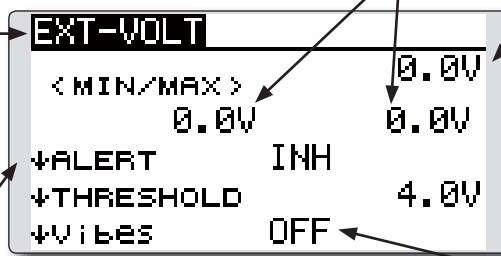 EXT-VOLT
0.0V
<MIN/MAX>
0.0V 0.0V
↓ALERT INH
↓THRESHOLD 4.0V
↓Vibes OFF